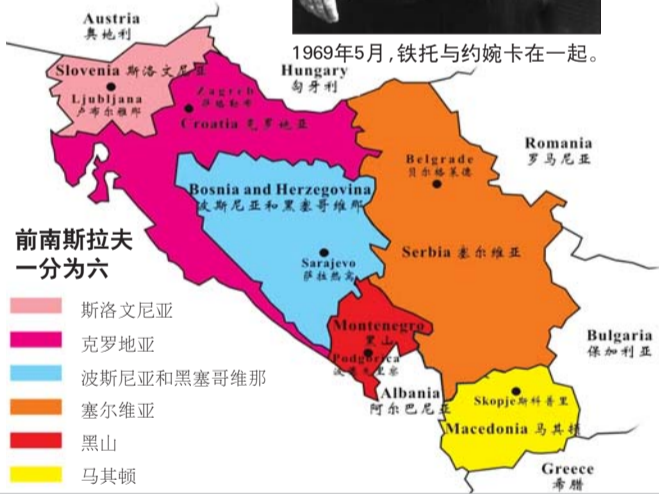 Austria
奥地利
1969年5月,铁托与约婉卡在一起。
Slovenia 斯洛文尼亚
Hungary
匈牙利
Ljubljana
卢布尔雅那
Zagreb
萨格勒布
Croatia 克罗地亚
Romania
罗马尼亚
Belgrade
贝尔格莱德
Bosnia and Herzegovina
波斯尼亚和黑塞哥维那
前南斯拉夫
一分为六
Serbia 塞尔维亚
Sarajevo
萨拉热窝
斯洛文尼亚
克罗地亚
波斯尼亚和黑塞哥维那
塞尔维亚
黑山
马其顿
Montenegro
黑山
Podgorica
Bulgaria
保加利亚
Albania
阿尔巴尼亚
Skopje斯科普里
Macedonia 马其顿
Greece
希腊